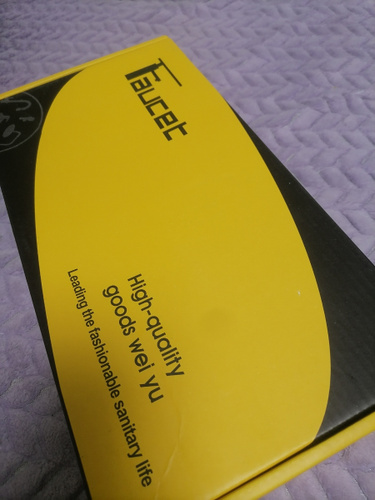 Faucet
High-quality
goods wei yu
Leading the fashionable sanitary life